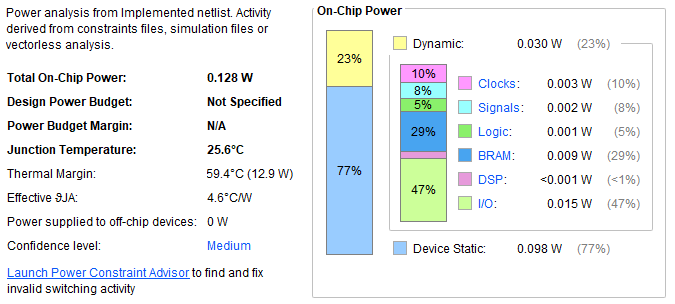 Power analysis from Implemented netlist. Activity
derived from constraints files, simulation files or
vectorless analysis.
Total On-Chip Power: 0.128 W
Design Power Budget: Not Specified
Power Budget Margin: N/A
Junction Temperature: 25.6°C
Thermal Margin: 59.4°C (12.9 W)
Effective ϑJA: 4.6°C/W
Power supplied to off-chip devices: 0 W
Confidence level: Medium
Launch Power Constraint Advisor to find and fix
invalid switching activity
On-Chip Power
23%
77%
Dynamic: 0.030 W (23%)
10%
8%
5%
29%
47%
Clocks: 0.003 W (10%)
Signals: 0.002 W (8%)
Logic: 0.001 W (5%)
BRAM: 0.009 W (29%)
DSP: <0.001 W (<1%)
I/O: 0.015 W (47%)
Device Static: 0.098 W (77%)